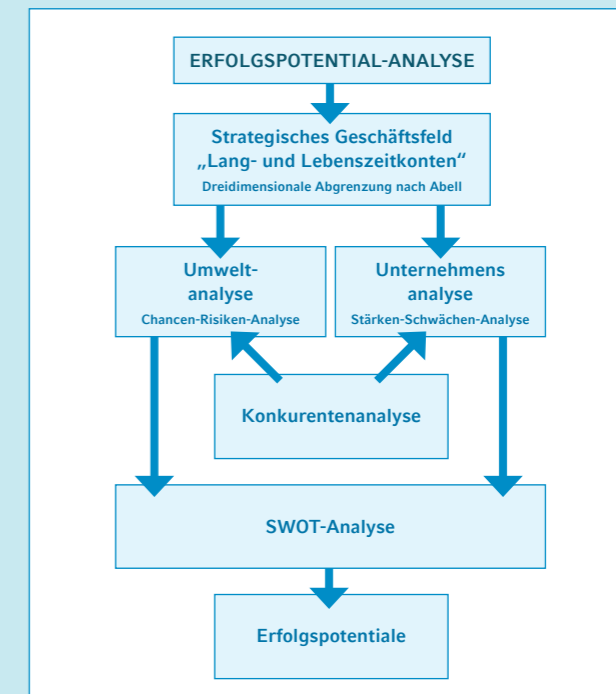 ERFOLGSPOTENTIAL-ANALYSE
Strategisches Geschäftsfeld
„Lang- und Lebenszeitkonten“
Dreidimensionale Abgrenzung nach Abell
Umwelt-
analyse
Chancen-Risiken-Analyse
Unternehmens
analyse
Stärken-Schwächen-Analyse
Konkurentenanalyse
SWOT-Analyse
Erfolgspotentiale